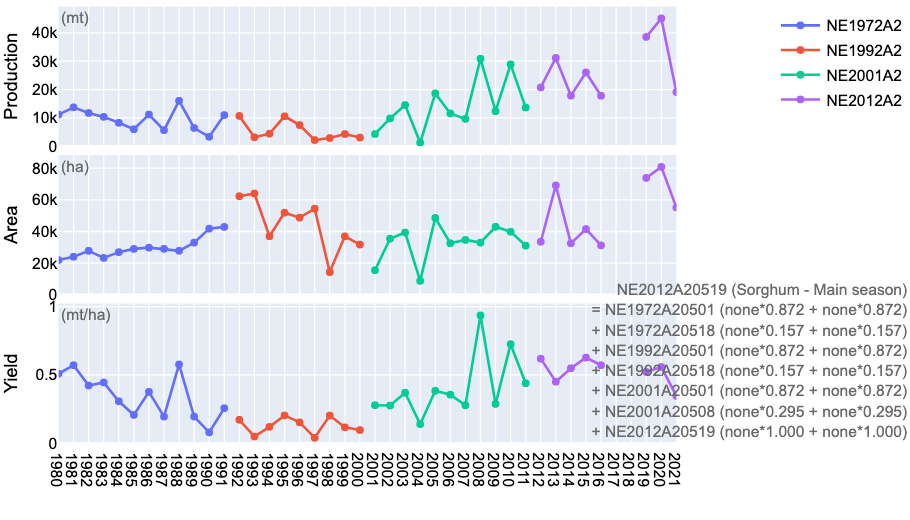 (mt)
Production
40k
30k
20k
10k
0
NE1972A2
NE1992A2
NE2001A2
NE2012A2
(ha)
Area
80k
60k
40k
20k
0
(mt/ha)
Yield
1
0.5
0
NE2012A20519 (Sorghum - Main season)
= NE1972A20501 (none*0.872 + none*0.872)
+ NE1972A20518 (none*0.157 + none*0.157)
+ NE1992A20501 (none*0.872 + none*0.872)
+ NE1992A20518 (none*0.157 + none*0.157)
+ NE2001A20501 (none*0.872 + none*0.872)
+ NE2001A20508 (none*0.295 + none*0.295)
+ NE2012A20519 (none*1.000 + none*1.000)
1980
1981
1982
1983
1984
1985
1986
1987
1988
1989
1990
1991
1992
1993
1994
1995
1996
1997
1998
1999
2000
2001
2002
2003
2004
2005
2006
2007
2008
2009
2010
2011
2012
2013
2014
2015
2016
2017
2018
2019
2020
2021